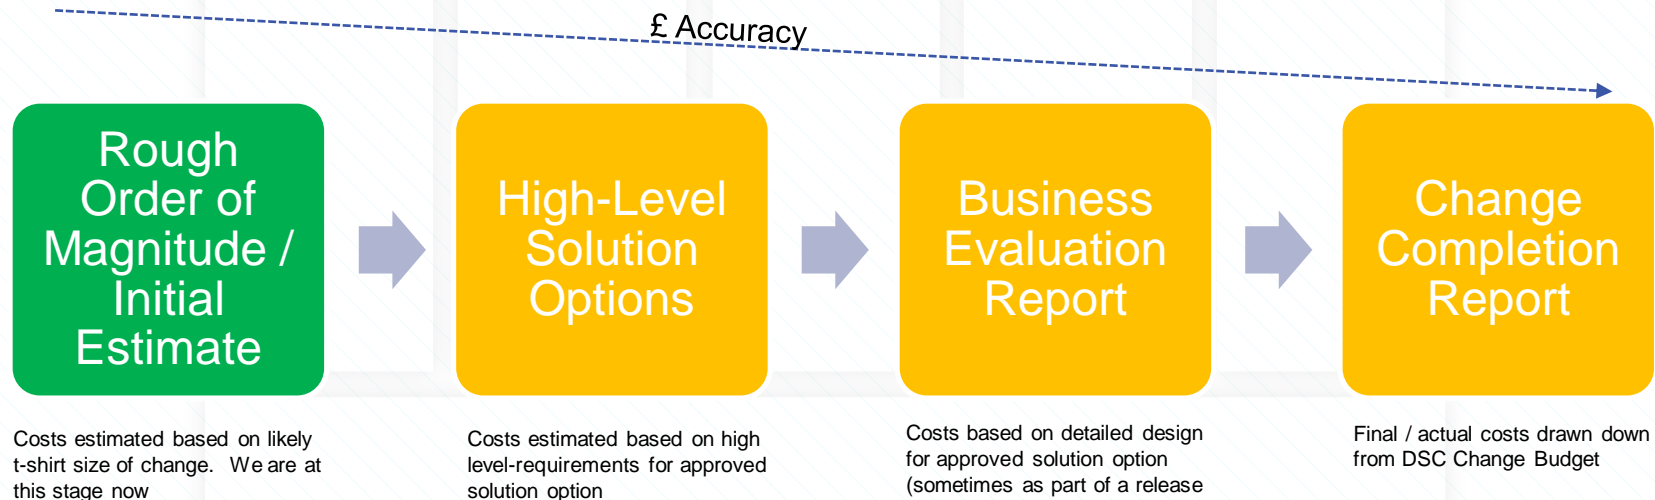 £ Accuracy
Rough
Order of
Magnitude /
Initial
Estimate
High-Level
Solution
Options
Business
Evaluation
Report
Change
Completion
Report
Costs estimated based on likely
t-shirt size of change. We are at
this stage now
Costs estimated based on high
level-requirements for approved
solution option
Costs based on detailed design
for approved solution option
(sometimes as part of a release
Final / actual costs drawn down
from DSC Change Budget